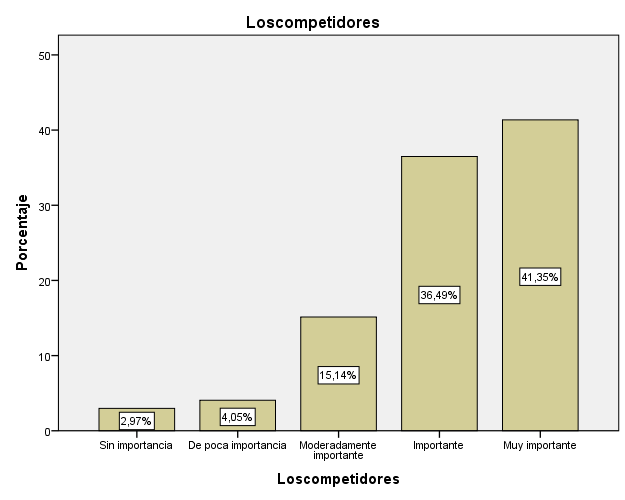 Loscompetidores
Porcentaje
50
40
30
20
10
0
2,97%
4,05%
15,14%
36,49%
41,35%
Sin importancia
De poca importancia
Moderadamente
importante
Importante
Muy importante
Loscompetidores